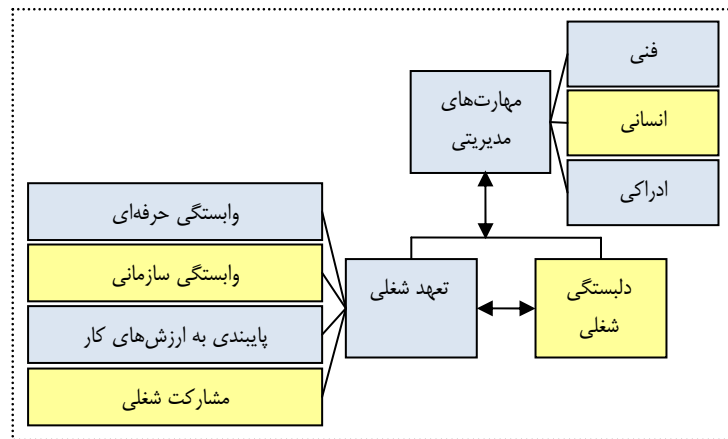 فنی
مهارت‌های
مدیریتی
انسانی
ادراکی
وابستگی حرفه‌ای
وابستگی سازمانی
تعهد شغلی
دلبستگی
شغلی
پایبندی به ارزش‌های کار
مشارکت شغلی